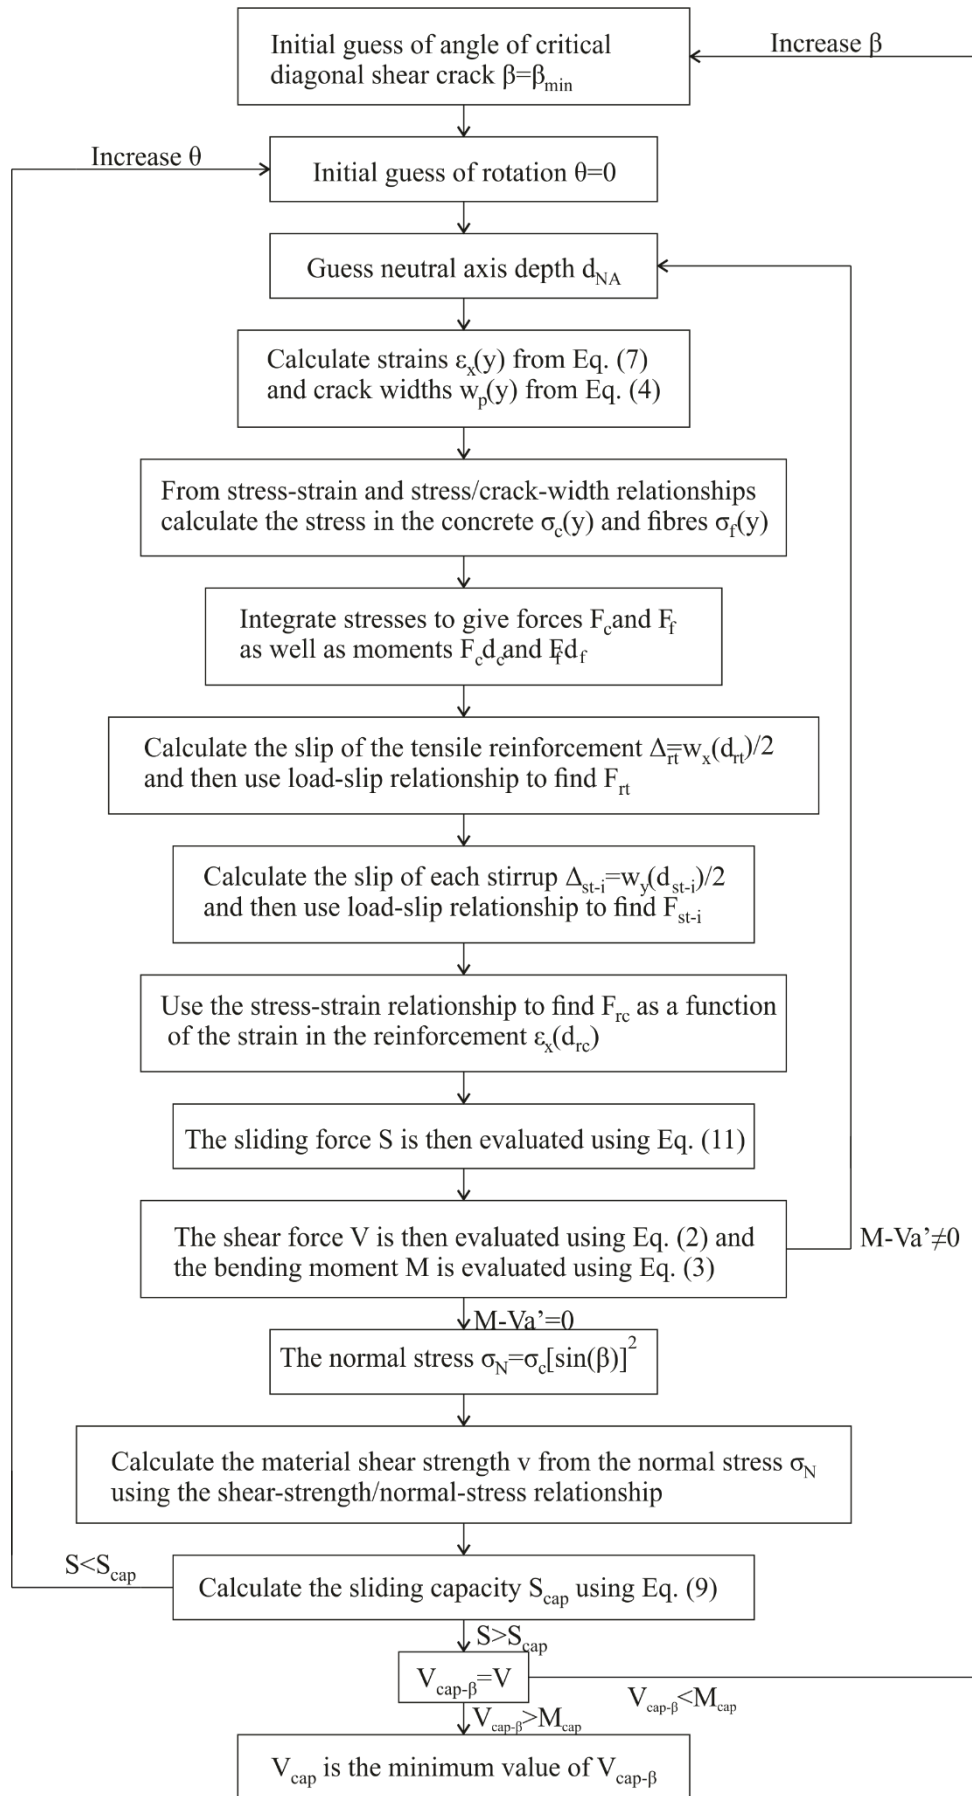 Initial guess of angle of critical
diagonal shear crack β=βmin
Increase β
Increase θ
Initial guess of rotation θ=0
Guess neutral axis depth dNA
Calculate strains εx(y) from Eq. (7)
and crack widths wp(y) from Eq. (4)
From stress-strain and stress/crack-width relationships
calculate the stress in the concrete σc(y) and fibres σf(y)
Integrate stresses to give forces Fc and Ff
as well as moments Fcdc and Ffdf
Calculate the slip of the tensile reinforcement Δrt=wx(drt)/2
and then use load-slip relationship to find Frt
Calculate the slip of each stirrup Δst-i=wy(dst-i)/2
and then use load-slip relationship to find Fst-i
Use the stress-strain relationship to find Frc as a function
of the strain in the reinforcement εx(drc)
The sliding force S is then evaluated using Eq. (11)
The shear force V is then evaluated using Eq. (2) and
the bending moment M is evaluated using Eq. (3)
M-Va’≠0
M-Va’=0
The normal stress σN=σc[sin(β)]²
Calculate the material shear strength v from the normal stress σN
using the shear-strength/normal-stress relationship
S<Scap
Calculate the sliding capacity Scap using Eq. (9)
S>Scap
Vcap-β=V
Vcap-β<Mcap
Vcap-β>Mcap
Vcap is the minimum value of Vcap-β